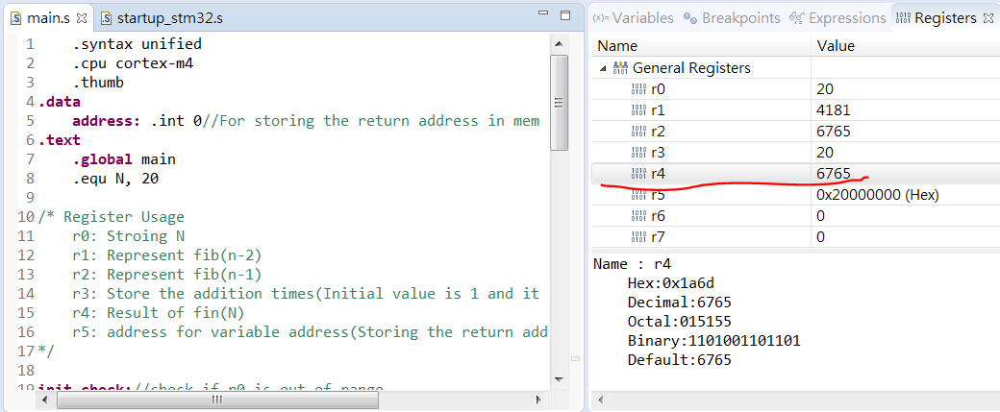 main.s startup_stm32.s
1 .syntax unified
2 .cpu cortex-m4
3 .thumb
4 .data
5 address: .int 0//For storing the return address in mem
6 .text
7 .global main
8 .equ N, 20
9
10 /* Register Usage
11 r0: Stroing N
12 r1: Represent fib(n-2)
13 r2: Represent fib(n-1)
14 r3: Store the addition times(Initial value is 1 and it
15 r4: Result of fin(N)
16 r5: address for variable address(Storing the return add
17 */
18
19 init_check://check if r0 is out of range
(x)= Variables Breakpoints Expressions Registers
Name Value
General Registers
r0 20
r1 4181
r2 6765
r3 20
r4 6765
r5 0x20000000 (Hex)
r6 0
r7 0
Name : r4
Hex:0x1a6d
Decimal:6765
Octal:015155
Binary:1101001101101
Default:6765